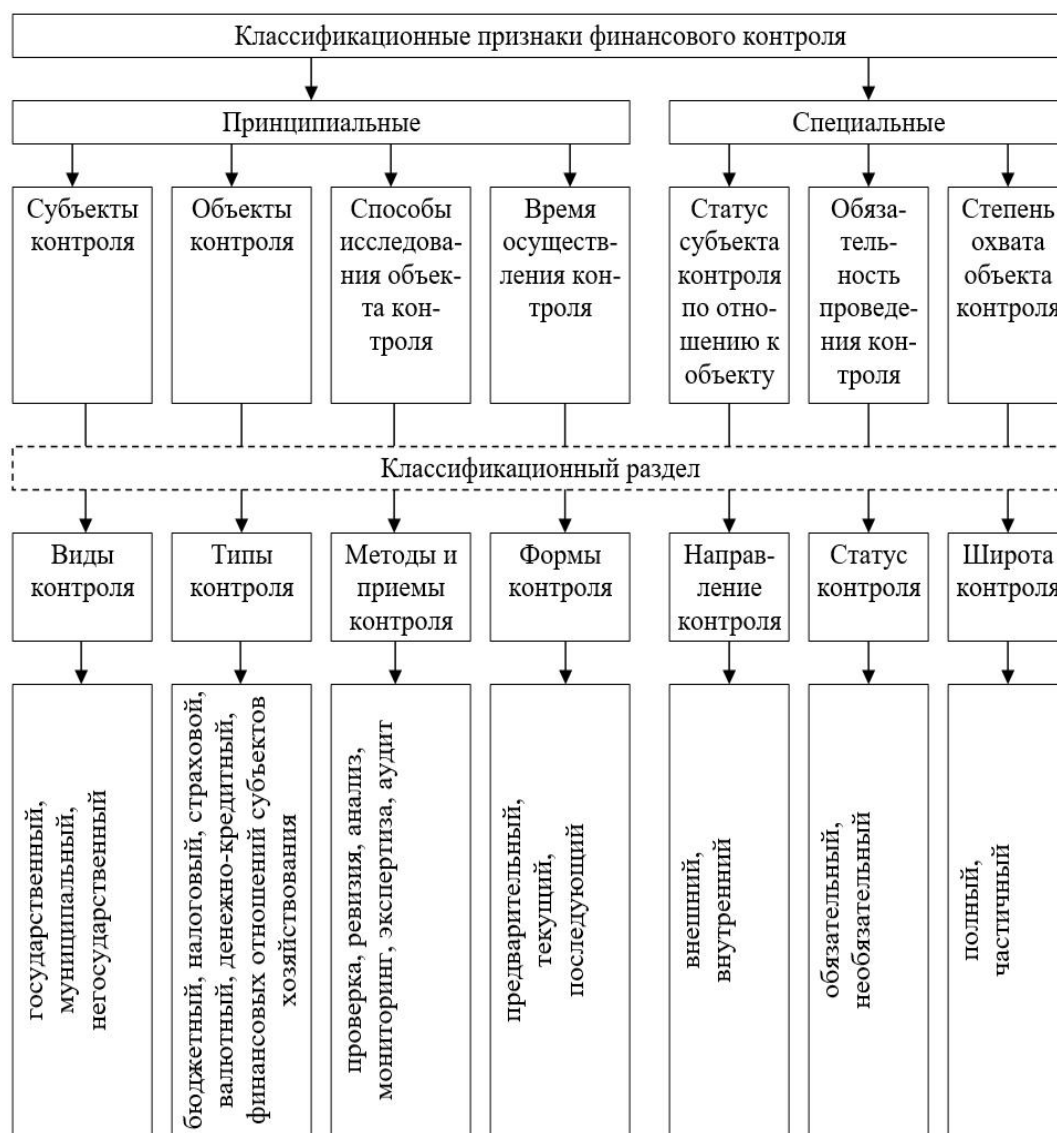 Классификационные признаки финансового контроля
Принципиальные
Специальные
Субъекты
контроля
Объекты
контроля
Способы
исследова-
ния объек-
та кон-
троля
Время
осуществ-
ления кон-
троля
Статус
субъекта
контроля
по отно-
шению к
объекту
Обяза-
тель-
ность
проведе-
ния кон-
троля
Степень
охвата
объекта
контроля
Классификационный раздел
Виды
контроля
Типы
контроля
Методы и
приемы
контроля
Формы
контроля
Направ-
ление
контроля
Статус
контроля
Широта
контроля
государственный,
муниципальный,
негосударственный
бюджетный, налоговый, страховой,
валютный, денежно-кредитный,
финансовых отношений субъектов
хозяйствования
проверка, ревизия, анализ,
мониторинг, экспертиза, аудит
предварительный,
текущий,
последующий
внешний,
внутренний
обязательный,
необязательный
полный,
частичный